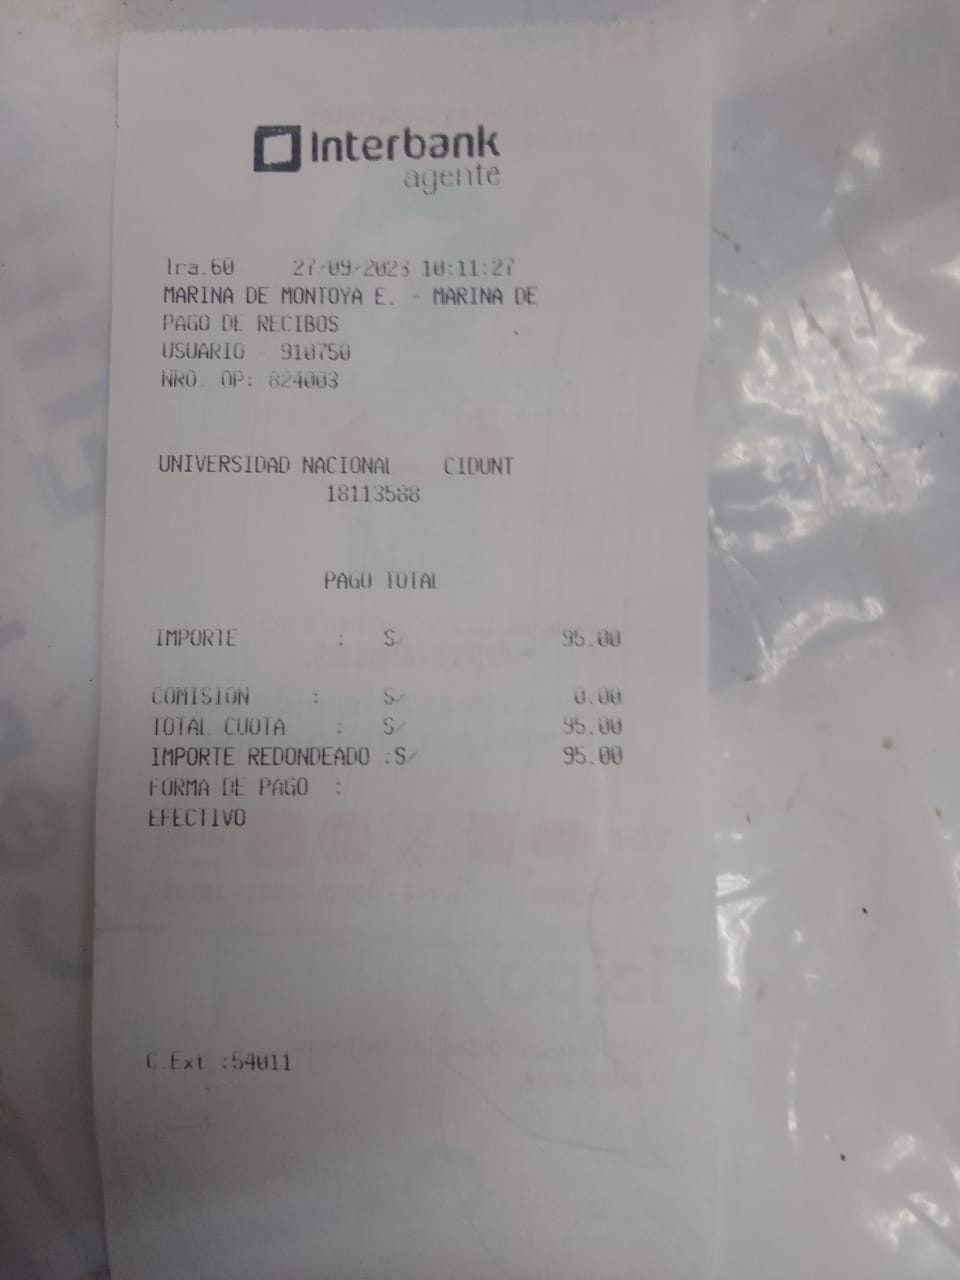 Interbank
agente
Tra.60 27-09-2023 10:11:27
MARINA DE MONTOYA E. - MARINA DE
PAGO DE RECIBOS
USUARIO - 910750
NRO. OP: 824003
UNIVERSIDAD NACIONAL CIDUNT
18113588
PAGO TOTAL
IMPORTE : S/ 95.00
COMISION : S/ 0.00
TOTAL CUOTA : S/ 95.00
IMPORTE REDONDEADO :S/ 95.00
FORMA DE PAGO :
EFECTIVO
C.Ext :54011